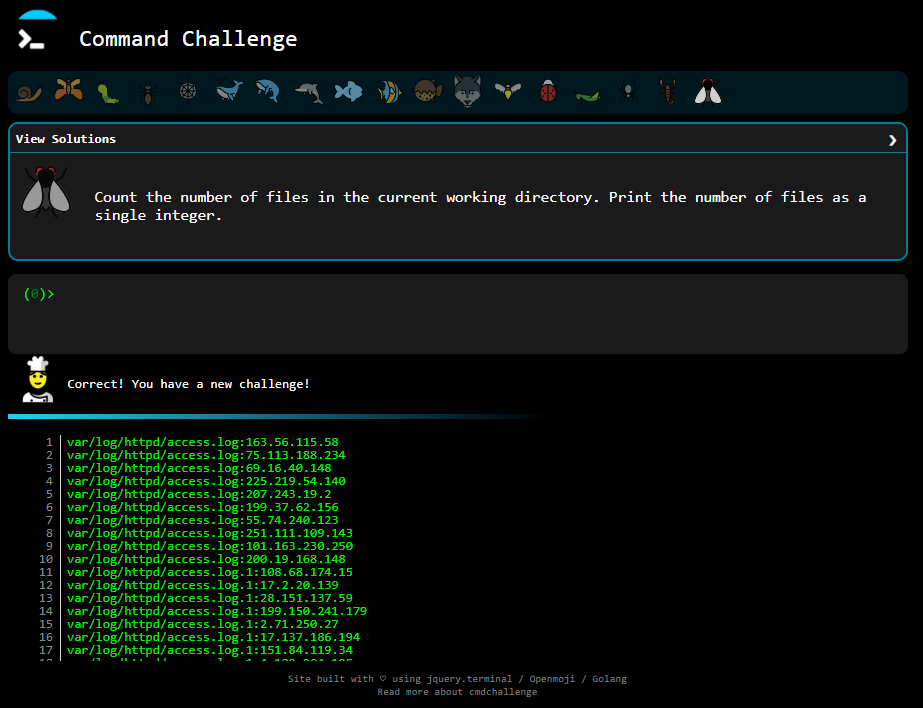 Command Challenge
View Solutions
Count the number of files in the current working directory. Print the number of files as a
single integer.
(0)>
Correct! You have a new challenge!
1 var/log/httpd/access.log:163.56.115.58
2 var/log/httpd/access.log:75.113.188.234
3 var/log/httpd/access.log:69.16.40.148
4 var/log/httpd/access.log:225.219.54.140
5 var/log/httpd/access.log:207.243.19.2
6 var/log/httpd/access.log:199.37.62.156
7 var/log/httpd/access.log:55.74.240.123
8 var/log/httpd/access.log:251.111.109.143
9 var/log/httpd/access.log:101.163.230.250
10 var/log/httpd/access.log:200.19.168.148
11 var/log/httpd/access.log.1:108.68.174.15
12 var/log/httpd/access.log.1:17.2.20.139
13 var/log/httpd/access.log.1:28.151.137.59
14 var/log/httpd/access.log.1:199.150.241.179
15 var/log/httpd/access.log.1:2.71.250.27
16 var/log/httpd/access.log.1:17.137.186.194
17 var/log/httpd/access.log.1:151.84.119.34
Site built with ♡ using jquery.terminal / Openmoji / Golang
Read more about cmdchallenge